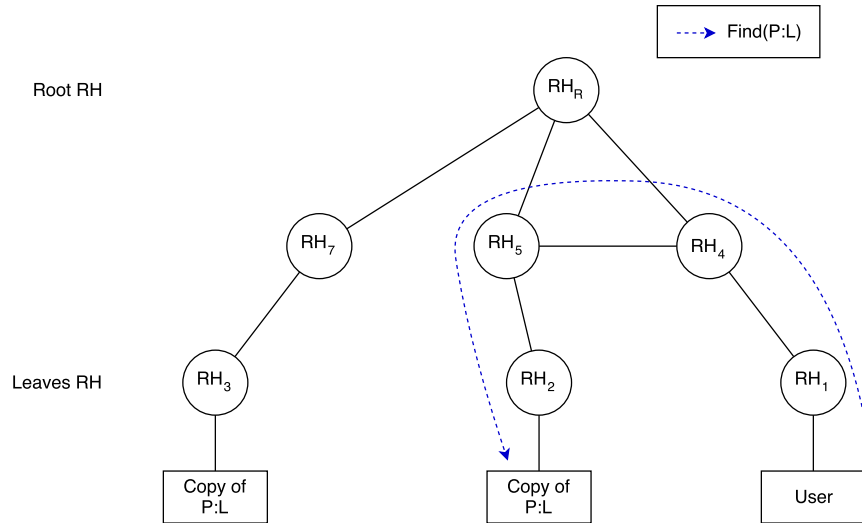 Find(P:L)
Root RH
RH_R
RH_7
RH_5
RH_4
Leaves RH
RH_3
RH_2
RH_1
Copy of
P:L
Copy of
P:L
User